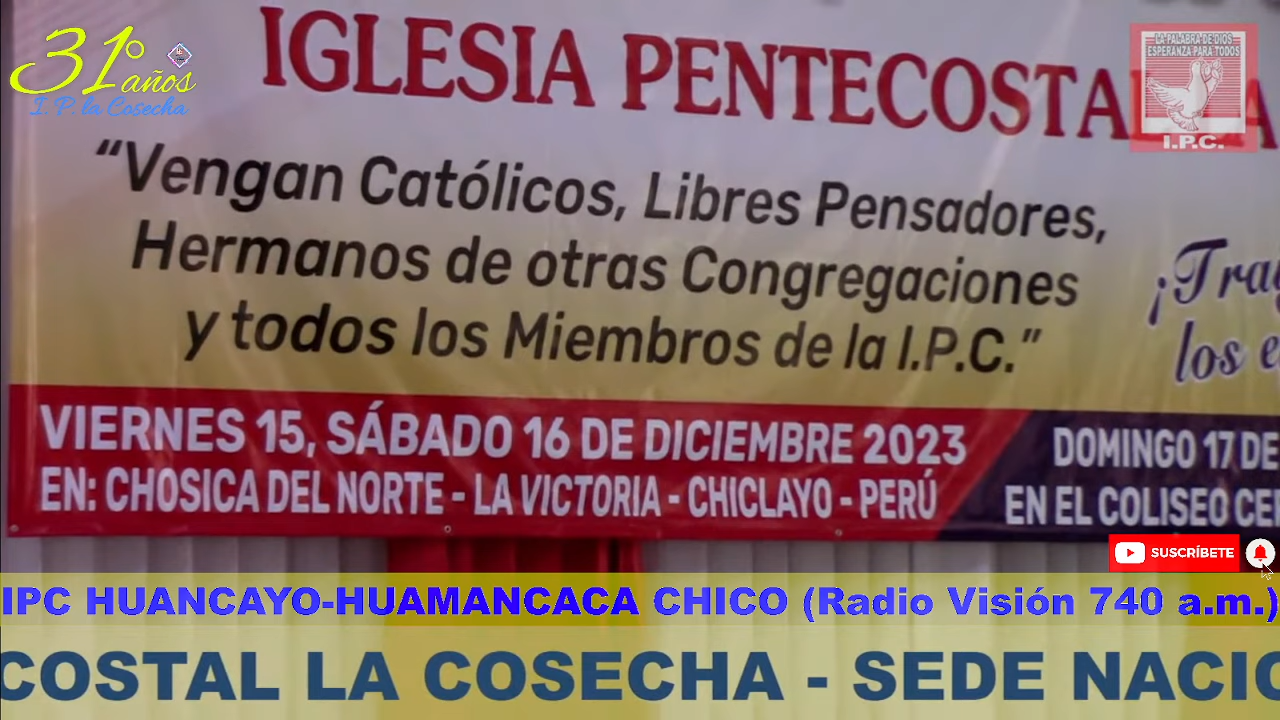 31° años
I. P. la Cosecha
LA PALABRA DE DIOS
ESPERANZA PARA TODOS
I.P.C.
IGLESIA PENTECOSTAL
“Vengan Católicos, Libres Pensadores,
Hermanos de otras Congregaciones
y todos los Miembros de la I.P.C.”
¡Tra
los e
VIERNES 15, SÁBADO 16 DE DICIEMBRE 2023
EN: CHOSICA DEL NORTE - LA VICTORIA - CHICLAYO - PERÚ
DOMINGO 17 DE
EN EL COLISEO CE
SUSCRÍBETE
IPC HUANCAYO-HUAMANCACA CHICO (Radio Visión 740 a.m.)
COSTAL LA COSECHA - SEDE NACIO